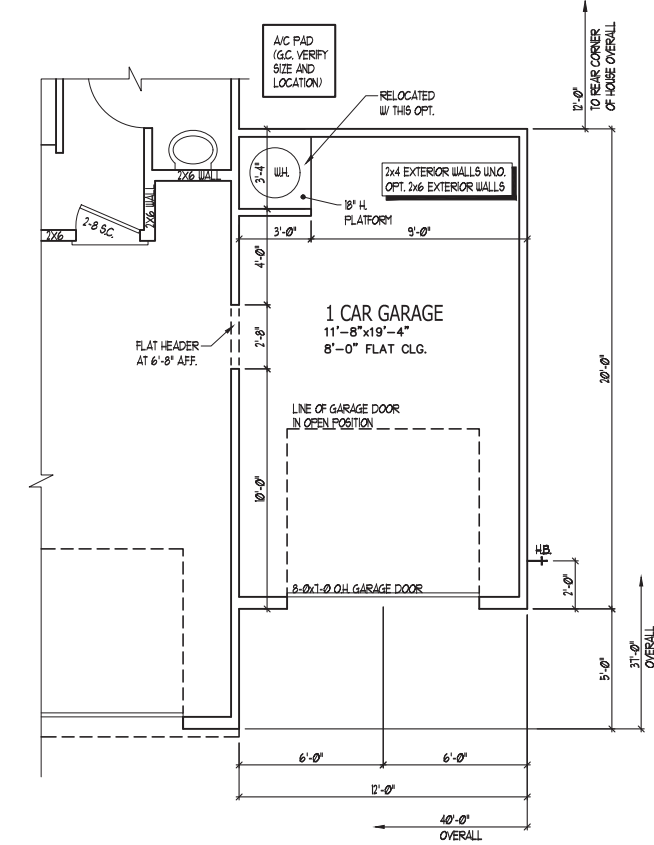 A/C PAD
(G.C. VERIFY
SIZE AND
LOCATION)
12'-0"
TO REAR CORNER
OF HOUSE OVERALL
RELOCATED
W/ THIS OPT.
W.H.
3'-4"
2x4 EXTERIOR WALLS U.N.O.
OPT. 2x6 EXTERIOR WALLS
2X6 WALL
2X6 WALL
18" H.
PLATFORM
2-8 S.C.
2X6
3'-0"
9'-0"
4'-0"
1 CAR GARAGE
11'-8"x19'-4"
8'-0" FLAT CLG.
FLAT HEADER
AT 6'-8" A.F.F.
2'-8"
20'-0"
LINE OF GARAGE DOOR
IN OPEN POSITION
10'-0"
H.B.
2'-0"
8-0x7-0 O.H. GARAGE DOOR
5'-0"
37'-0"
OVERALL
6'-0"
6'-0"
12'-0"
40'-0"
OVERALL